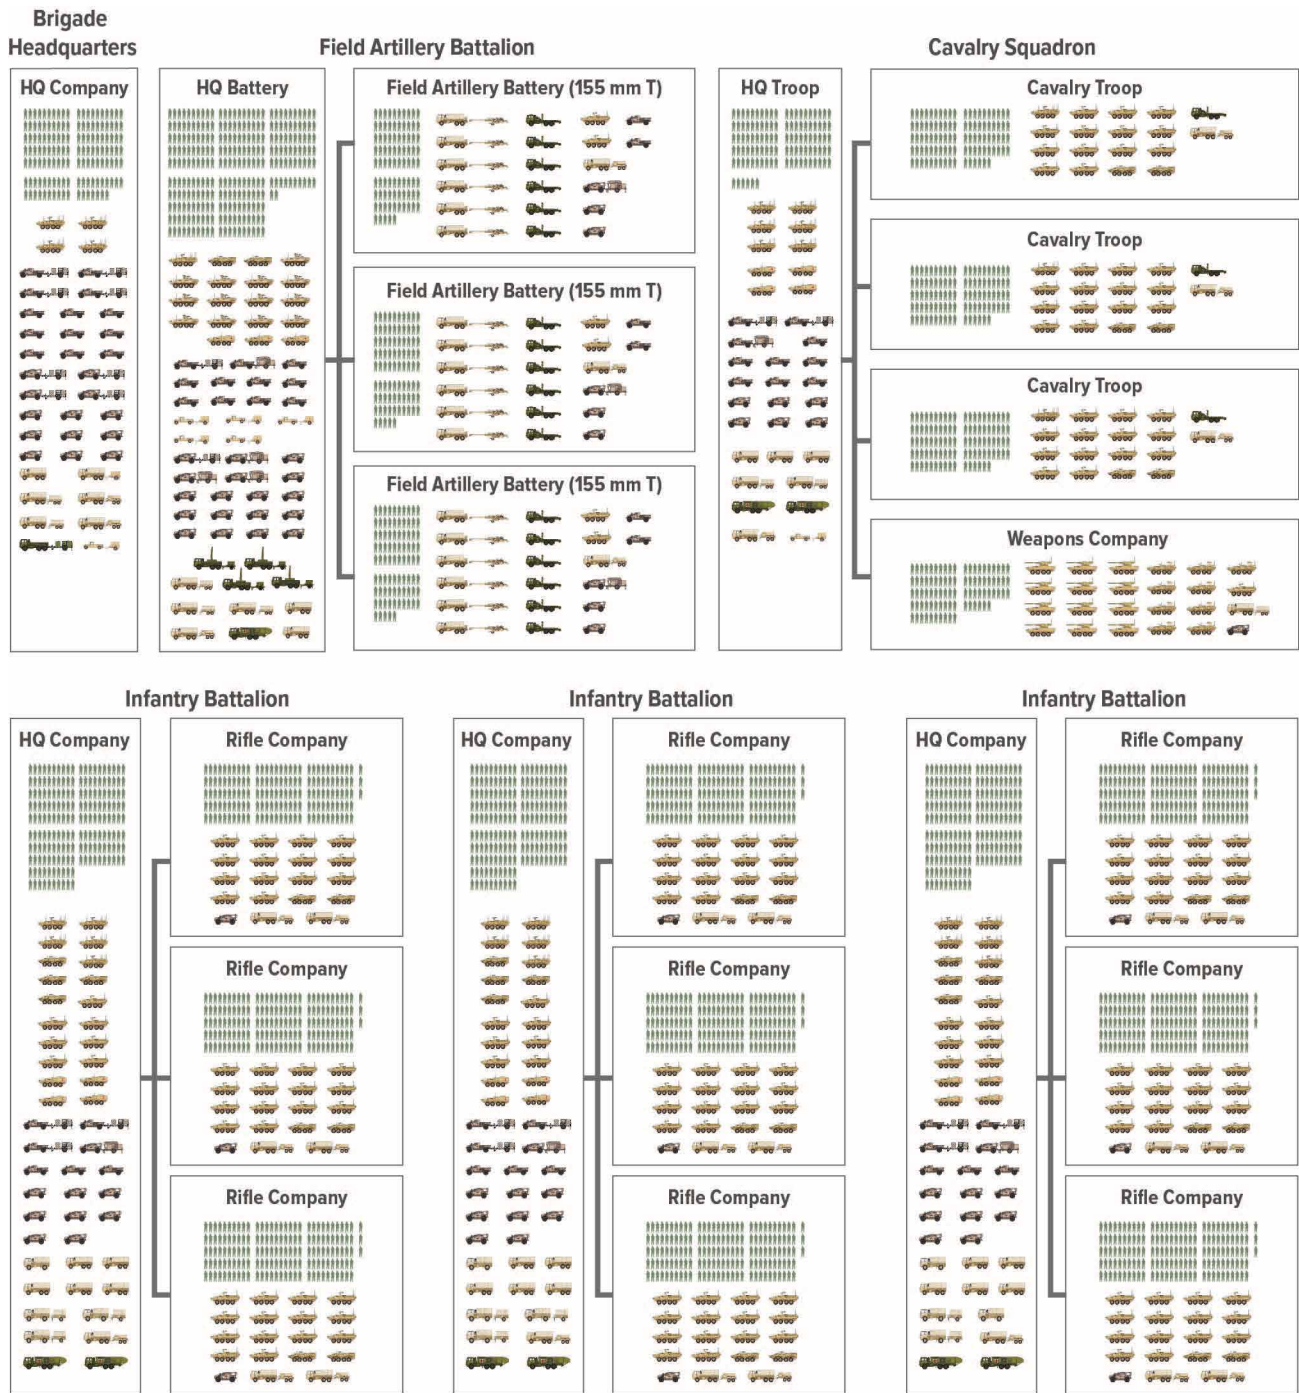 Brigade
Headquarters
Field Artillery Battalion
Cavalry Squadron
HQ Company
HQ Battery
Field Artillery Battery (155 mm T)
Field Artillery Battery (155 mm T)
Field Artillery Battery (155 mm T)
HQ Troop
Cavalry Troop
Cavalry Troop
Cavalry Troop
Weapons Company
Infantry Battalion
Infantry Battalion
Infantry Battalion
HQ Company
Rifle Company
Rifle Company
Rifle Company
HQ Company
Rifle Company
Rifle Company
Rifle Company
HQ Company
Rifle Company
Rifle Company
Rifle Company